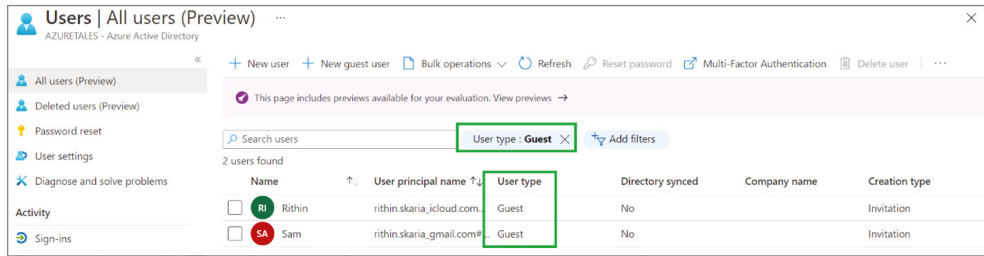 Users | All users (Preview) ...
AZURETALES - Azure Active Directory
All users (Preview)
Deleted users (Preview)
Password reset
User settings
Diagnose and solve problems
Activity
Sign-ins
New user New guest user Bulk operations Refresh Reset password Multi-Factor Authentication Delete user ...
This page includes previews available for your evaluation. View previews →
Search users User type : Guest Add filters
2 users found
Name User principal name User type Directory synced Company name Creation type
RI Rithin rithin.skaria_icloud.com... Guest No Invitation
SA Sam rithin.skaria_gmail.com#... Guest No Invitation